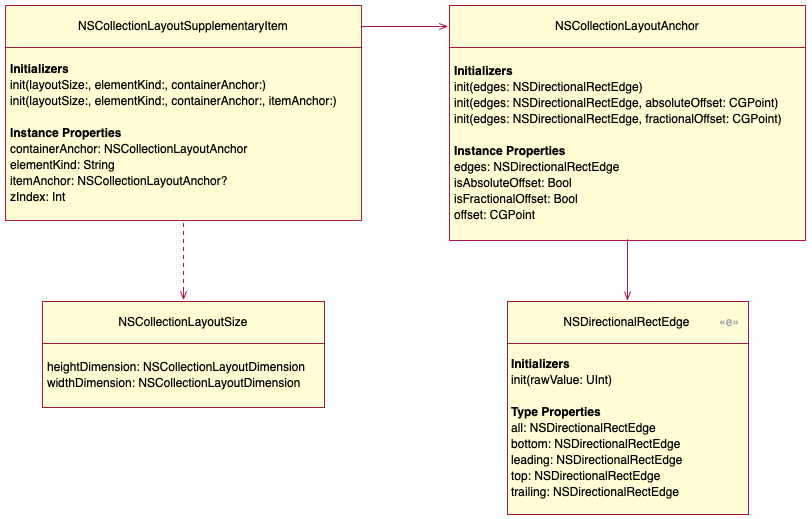 NSCollectionLayoutSupplementaryItem
Initializers
init(layoutSize:, elementKind:, containerAnchor:)
init(layoutSize:, elementKind:, containerAnchor:, itemAnchor:)
Instance Properties
containerAnchor: NSCollectionLayoutAnchor
elementKind: String
itemAnchor: NSCollectionLayoutAnchor?
zIndex: Int
NSCollectionLayoutAnchor
Initializers
init(edges: NSDirectionalRectEdge)
init(edges: NSDirectionalRectEdge, absoluteOffset: CGPoint)
init(edges: NSDirectionalRectEdge, fractionalOffset: CGPoint)
Instance Properties
edges: NSDirectionalRectEdge
isAbsoluteOffset: Bool
isFractionalOffset: Bool
offset: CGPoint
NSCollectionLayoutSize
heightDimension: NSCollectionLayoutDimension
widthDimension: NSCollectionLayoutDimension
NSDirectionalRectEdge «e»
Initializers
init(rawValue: UInt)
Type Properties
all: NSDirectionalRectEdge
bottom: NSDirectionalRectEdge
leading: NSDirectionalRectEdge
top: NSDirectionalRectEdge
trailing: NSDirectionalRectEdge